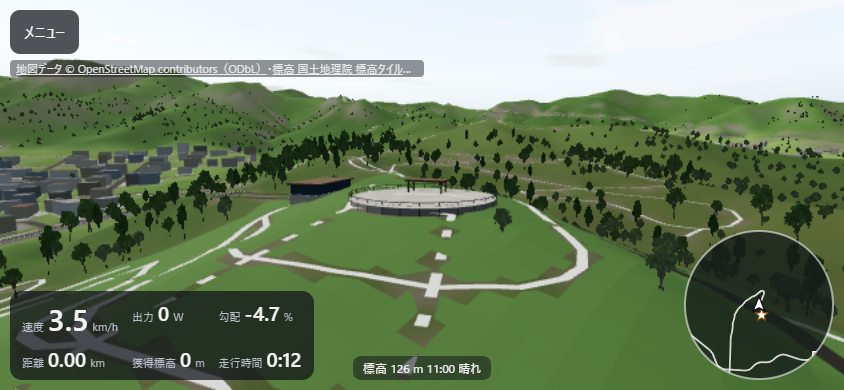 メニュー
地図データ © OpenStreetMap contributors（ODbL）・標高 国土地理院 標高タイル...
速度 3.5 km/h 出力 0 W 勾配 -4.7 %
距離 0.00 km 獲得標高 0 m 走行時間 0:12
標高 126 m 11:00 晴れ